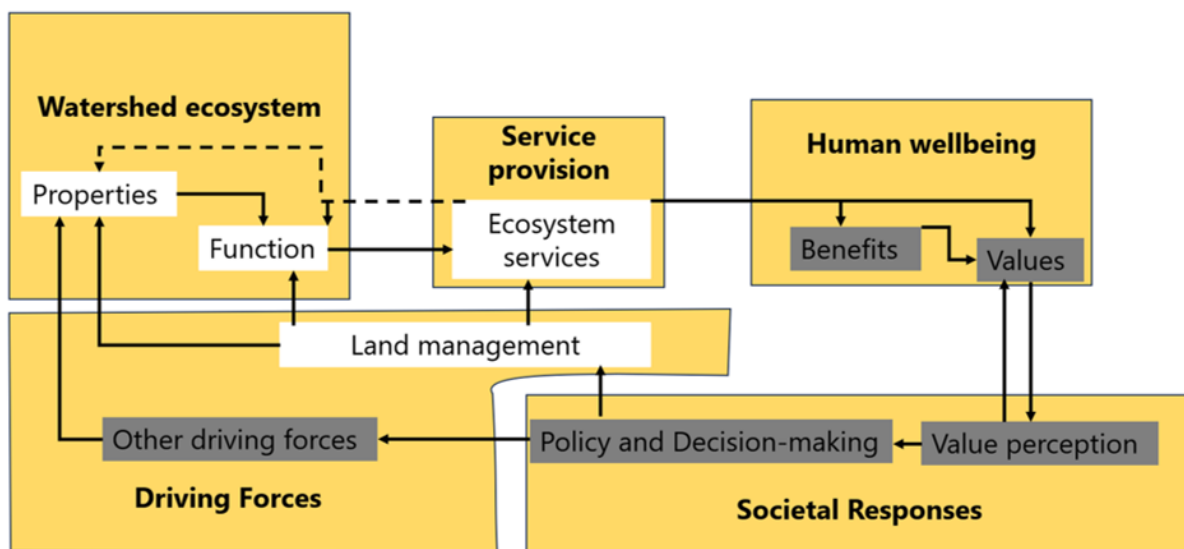 Watershed ecosystem
Properties
Function
Service
provision
Ecosystem
services
Human wellbeing
Benefits
Values
Land management
Other driving forces
Driving Forces
Policy and Decision-making
Value perception
Societal Responses